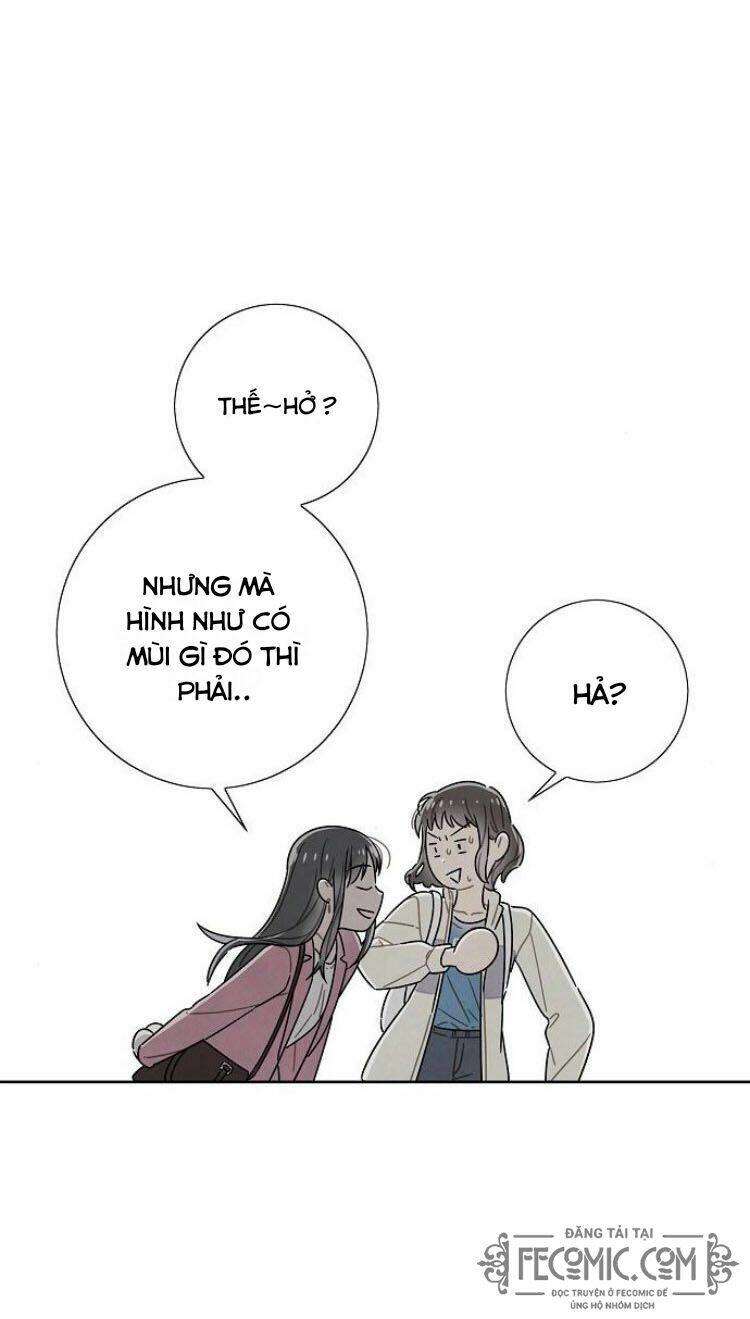 THẾ~HỞ?
NHƯNG MÀ
HÌNH NHƯ CÓ
MÙI GÌ ĐÓ THÌ
PHẢI..
HẢ?
ĐĂNG TẢI TẠI
FECOMIC.COM
ĐỌC TRUYỆN Ở FECOMIC ĐỂ
ỦNG HỘ NHÓM DỊCH